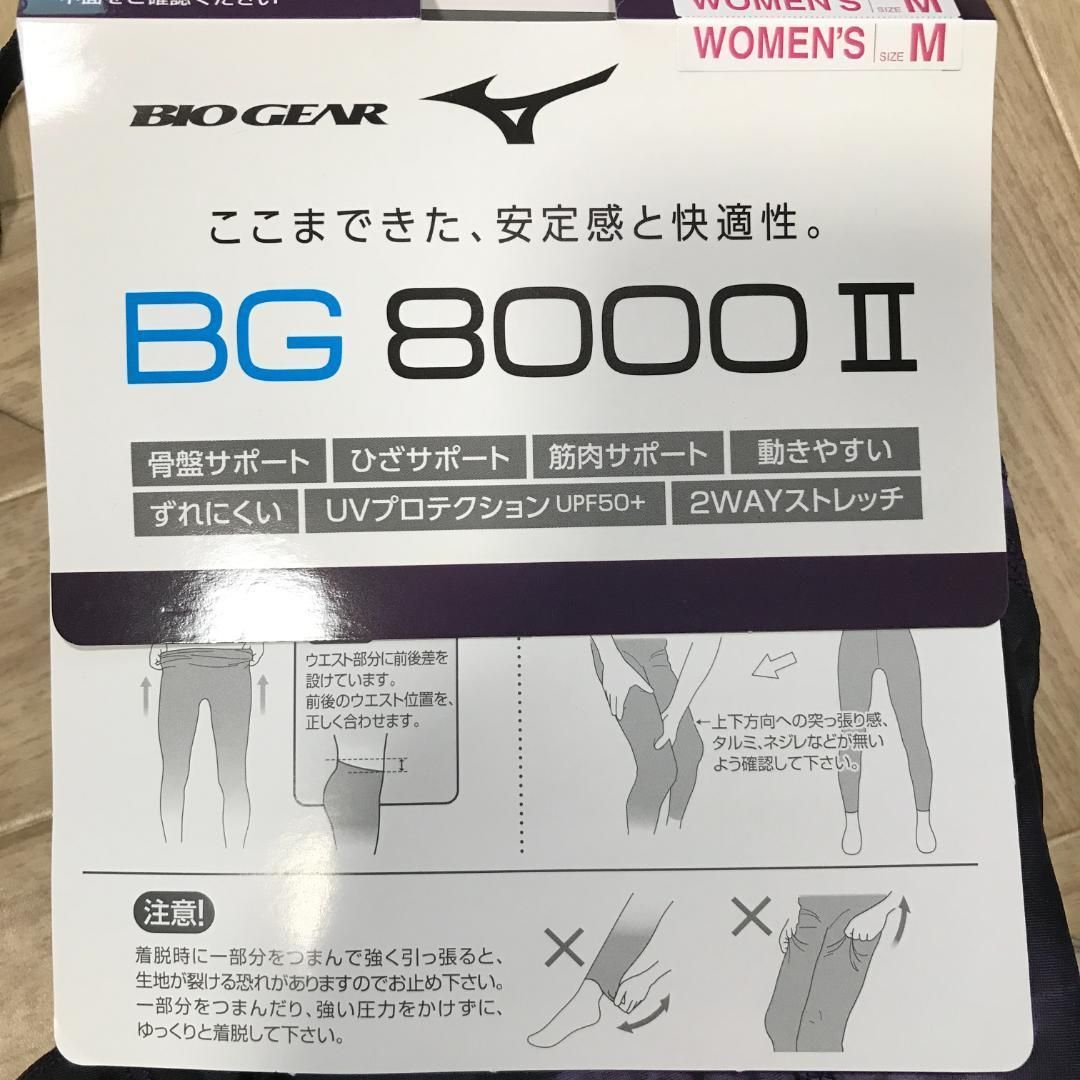 本面をご確認ください
WOMEN'S SIZE M
WOMEN'S SIZE M
BIO GEAR
ここまできた、安定感と快適性。
BG 8000 II
骨盤サポート ひざサポート 筋肉サポート 動きやすい
ずれにくい UVプロテクション UPF50+ 2WAYストレッチ
ウエスト部分に前後差を
設けています。
前後のウエスト位置を、
正しく合わせます。
←上下方向への突っ張り感、
タルミ、ネジレなどが無い
よう確認して下さい。
注意!
着脱時に一部分をつまんで強く引っ張ると、
生地が裂ける恐れがありますのでお止め下さい。
一部分をつまんだり、強い圧力をかけずに、
ゆっくりと着脱して下さい。